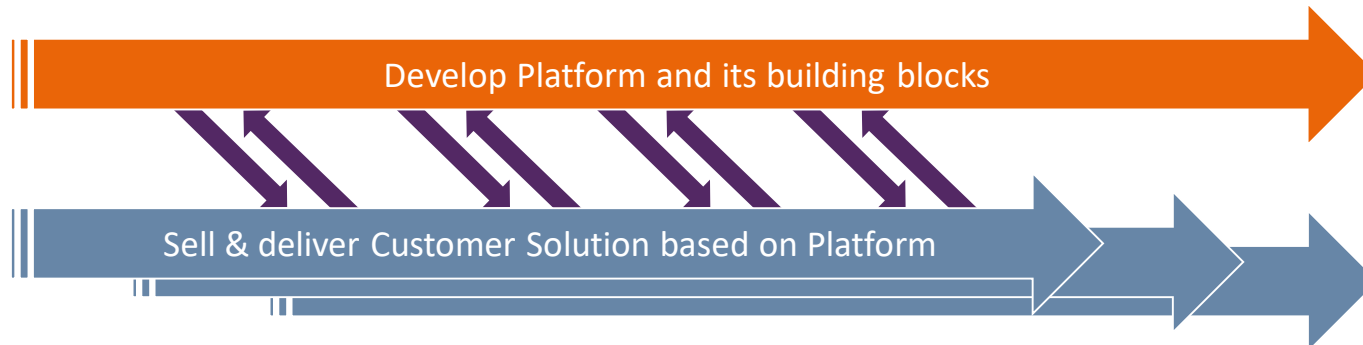 Develop Platform and its building blocks
Sell & deliver Customer Solution based on Platform